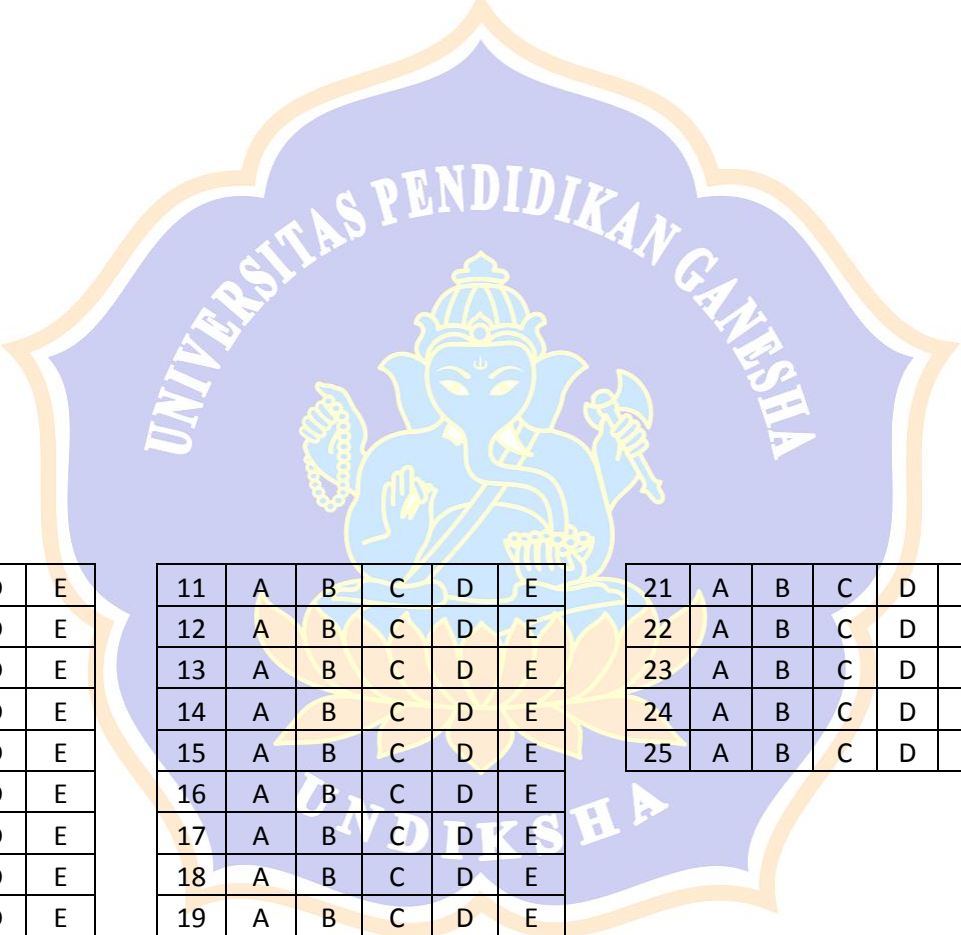 UNIVERSITAS PENDIDIKAN GANESHA
D E
D E
D E
D E
D E
D E
D E
D E
D E
11 A B C D E
12 A B C D E
13 A B C D E
14 A B C D E
15 A B C D E
16 A B C D E
17 A B C D E
18 A B C D E
19 A B C D E
21 A B C D
22 A B C D
23 A B C D
24 A B C D
25 A B C D
UNDIKSHA